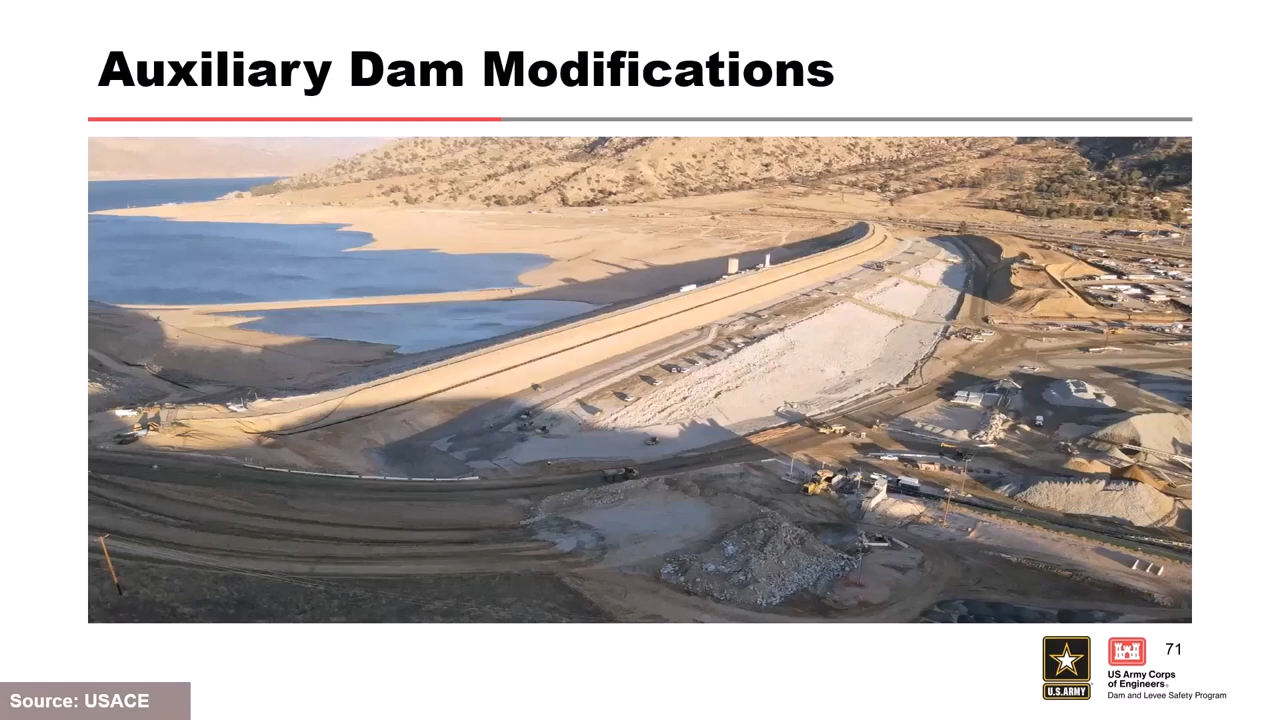 Auxiliary Dam Modifications
71
U.S.ARMY
US Army Corps
of Engineers®
Dam and Levee Safety Program
Source: USACE